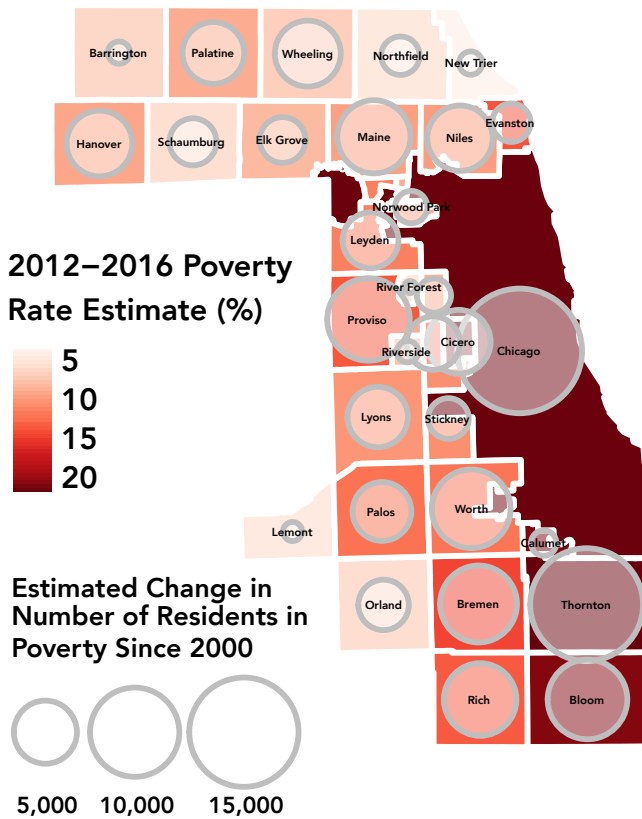 Barrington
Palatine
Wheeling
Northfield
New Trier
Hanover
Schaumburg
Elk Grove
Maine
Niles
Evanston
Norwood Park
Leyden
2012–2016 Poverty
Rate Estimate (%)
River Forest
Proviso
Riverside
Cicero
Chicago
5
10
15
20
Lyons
Stickney
Palos
Worth
Lemont
Calumet
Estimated Change in
Number of Residents in
Poverty Since 2000
Orland
Bremen
Thornton
Rich
Bloom
5,000 10,000 15,000